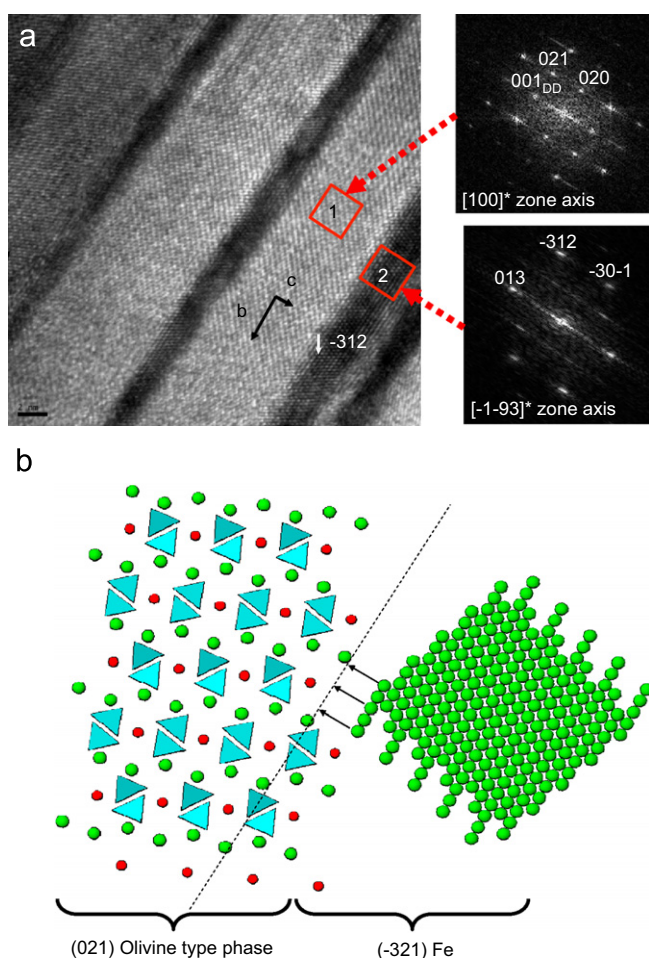 a
021
001DD
020
[100]* zone axis
1
2
c
b
-312
-312
013
-30-1
[-1-93]* zone axis
b
(021) Olivine type phase
(-321) Fe